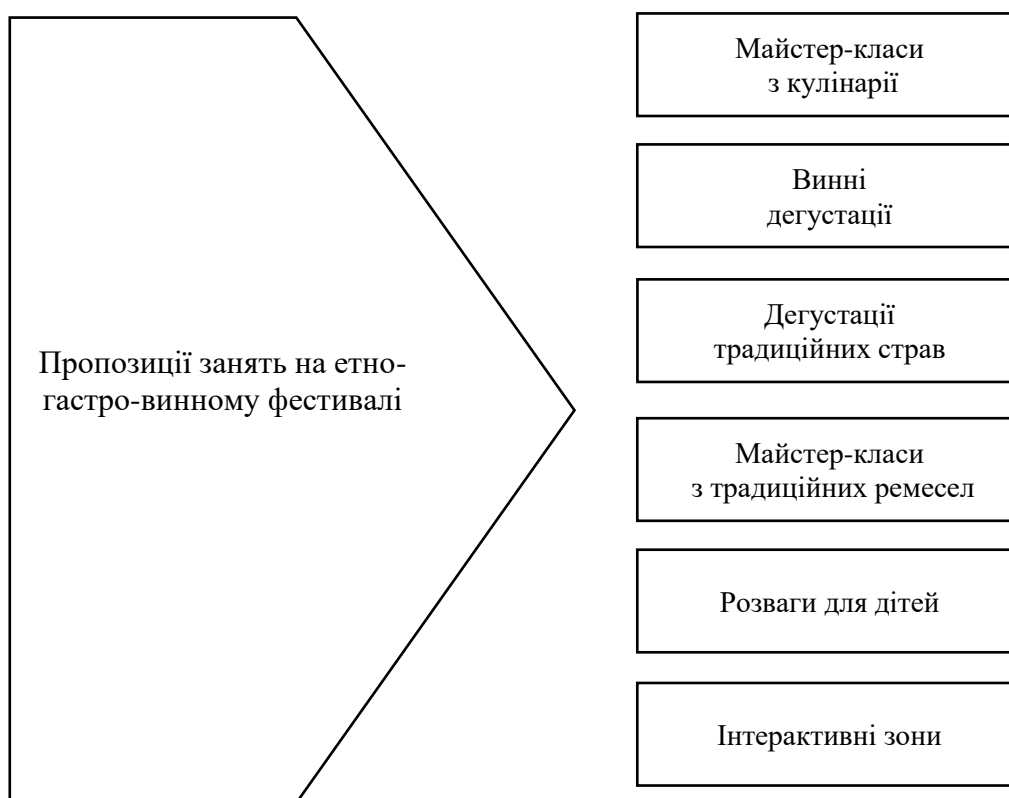 Пропозиції занять на етно-
гастро-винному фестивалі
Майстер-класи
з кулінарії
Винні
дегустації
Дегустації
традиційних страв
Майстер-класи
з традиційних ремесел
Розваги для дітей
Інтерактивні зони